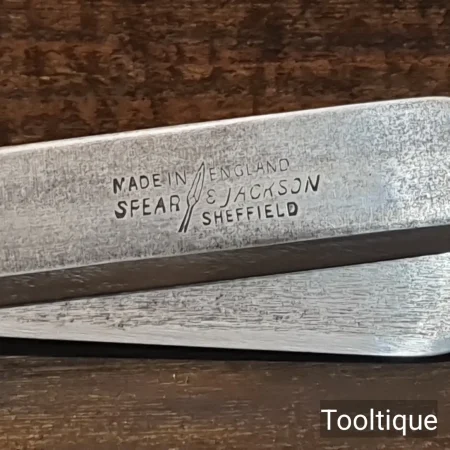 MADE IN ENGLAND
SPEAR & JACKSON
SHEFFIELD
Tooltique